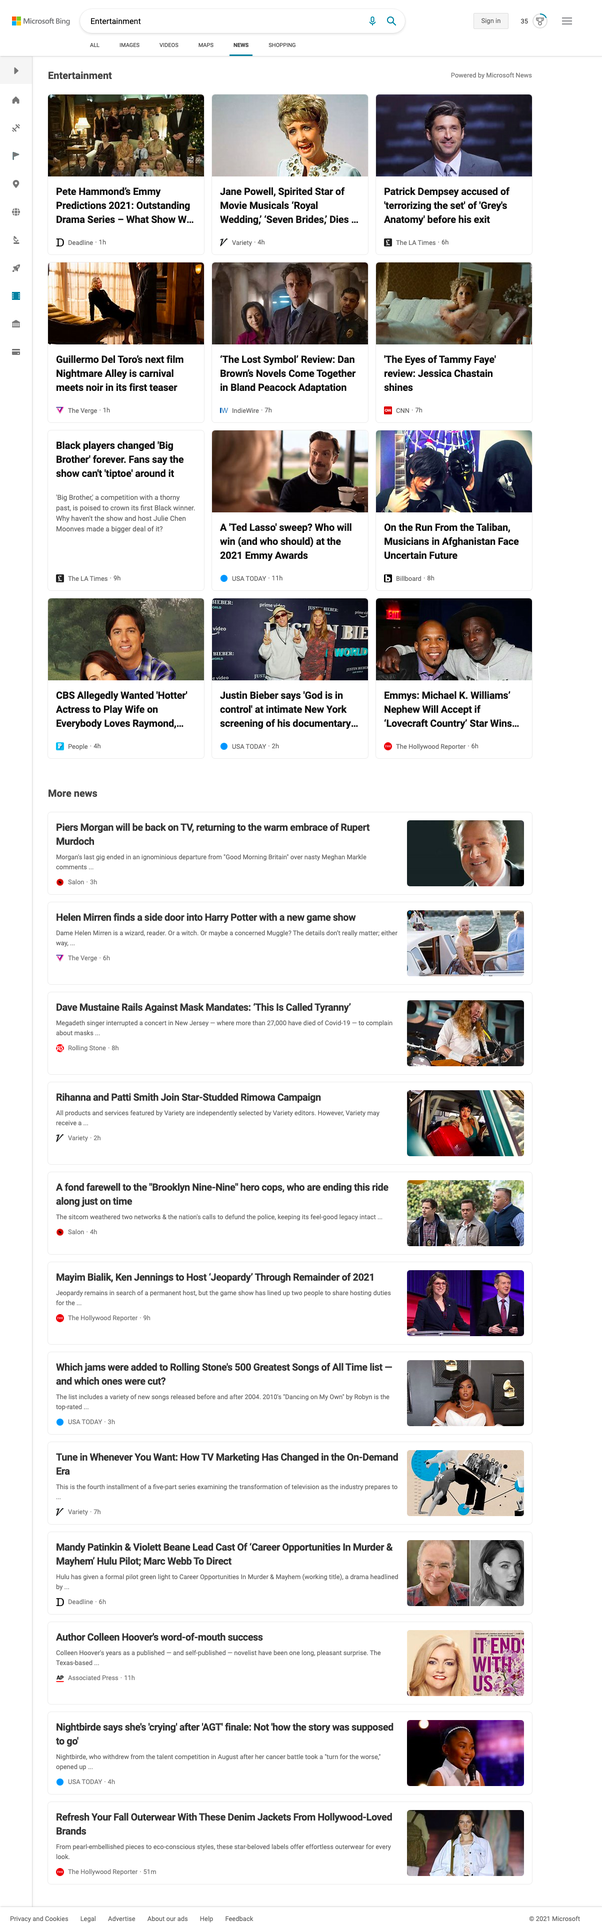 Microsoft Bing
Entertainment
Sign in
35
ALL
IMAGES
VIDEOS
MAPS
NEWS
SHOPPING
Entertainment
Powered by Microsoft News
Pete Hammond's Emmy
Predictions 2021: Outstanding
Drama Series – What Show W...
Deadline · 1h
Jane Powell, Spirited Star of
Movie Musicals ‘Royal
Wedding,’ ‘Seven Brides,’ Dies ...
Variety · 4h
Patrick Dempsey accused of
'terrorizing the set' of 'Grey's
Anatomy' before his exit
The LA Times · 6h
Guillermo Del Toro's next film
Nightmare Alley is carnival
meets noir in its first teaser
The Verge · 1h
‘The Lost Symbol’ Review: Dan
Brown's Novels Come Together
in Bland Peacock Adaptation
IndieWire · 7h
'The Eyes of Tammy Faye'
review: Jessica Chastain
shines
CNN · 7h
Black players changed 'Big
Brother' forever. Fans say the
show can't 'tiptoe' around it
'Big Brother,' a competition with a thorny
past, is poised to crown its first Black winner.
Why haven't the show and host Julie Chen
Moonves made a bigger deal of it?
The LA Times · 9h
A 'Ted Lasso' sweep? Who will
win (and who should) at the
2021 Emmy Awards
USA TODAY · 11h
On the Run From the Taliban,
Musicians in Afghanistan Face
Uncertain Future
Billboard · 8h
CBS Allegedly Wanted 'Hotter'
Actress to Play Wife on
Everybody Loves Raymond,...
People · 4h
Justin Bieber says 'God is in
control' at intimate New York
screening of his documentary...
USA TODAY · 2h
Emmys: Michael K. Williams’
Nephew Will Accept if
‘Lovecraft Country’ Star Wins...
The Hollywood Reporter · 6h
More news
Piers Morgan will be back on TV, returning to the warm embrace of Rupert
Murdoch
Morgan's last gig ended in an ignominious departure from "Good Morning Britain" over nasty Meghan Markle
comments ...
Salon · 3h
Helen Mirren finds a side door into Harry Potter with a new game show
Dame Helen Mirren is a wizard, reader. Or a witch. Or maybe a concerned Muggle? The details don't really matter; either
way, ...
The Verge · 6h
Dave Mustaine Rails Against Mask Mandates: ‘This Is Called Tyranny’
Megadeth singer interrupted a concert in New Jersey — where more than 27,000 have died of Covid-19 — to complain
about masks ...
Rolling Stone · 8h
Rihanna and Patti Smith Join Star-Studded Rimowa Campaign
All products and services featured by Variety are independently selected by Variety editors. However, Variety may
receive a ...
Variety · 2h
A fond farewell to the "Brooklyn Nine-Nine" hero cops, who are ending this ride
along just on time
The sitcom weathered two networks & the nation's calls to defund the police, keeping its feel-good legacy intact ...
Salon · 4h
Mayim Bialik, Ken Jennings to Host ‘Jeopardy’ Through Remainder of 2021
Jeopardy remains in search of a permanent host, but the game show has lined up two people to share hosting duties
for the ...
The Hollywood Reporter · 9h
Which jams were added to Rolling Stone's 500 Greatest Songs of All Time list —
and which ones were cut?
The list includes a variety of new songs released before and after 2004. 2010's "Dancing on My Own" by Robyn is the
top-rated ...
USA TODAY · 3h
Tune in Whenever You Want: How TV Marketing Has Changed in the On-Demand
Era
This is the fourth installment of a five-part series examining the transformation of television as the industry prepares to
...
Variety · 7h
Mandy Patinkin & Violett Beane Lead Cast Of ‘Career Opportunities In Murder &
Mayhem’ Hulu Pilot; Marc Webb To Direct
Hulu has given a formal pilot green light to Career Opportunities In Murder & Mayhem (working title), a drama headlined
by ...
Deadline · 6h
Author Colleen Hoover's word-of-mouth success
Colleen Hoover's years as a published — and self-published — novelist have been one long, pleasant surprise. The
Texas-based ...
IT ENDS
WITH
US
Associated Press · 11h
Nightbirde says she's 'crying' after 'AGT' finale: Not 'how the story was supposed
to go'
Nightbirde, who withdrew from the talent competition in August after her cancer battle took a "turn for the worse,"
opened up ...
USA TODAY · 4h
Refresh Your Fall Outerwear With These Denim Jackets From Hollywood-Loved
Brands
From pearl-embellished pieces to eco-conscious styles, these star-beloved labels offer effortless outerwear for every
look.
The Hollywood Reporter · 51m
Privacy and Cookies
Legal
Advertise
About our ads
Help
Feedback
© 2021 Microsoft